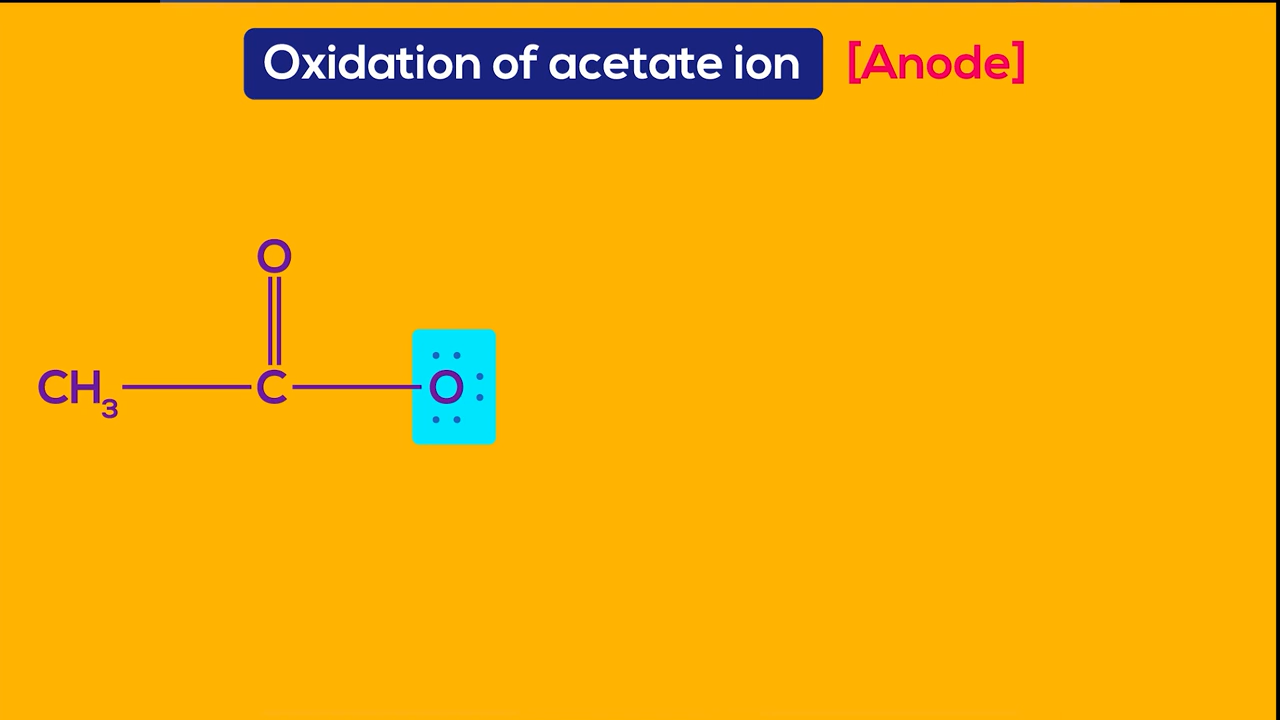 Oxidation of acetate ion [Anode]
O
CH₃ C O